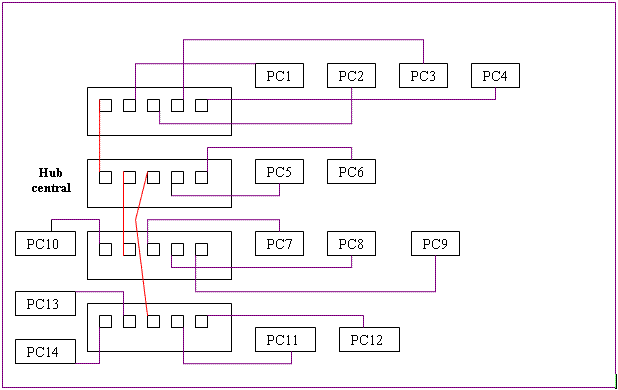 PC1 PC2 PC3 PC4
Hub
central
PC5 PC6
PC10 PC7 PC8 PC9
PC13
PC11 PC12
PC14